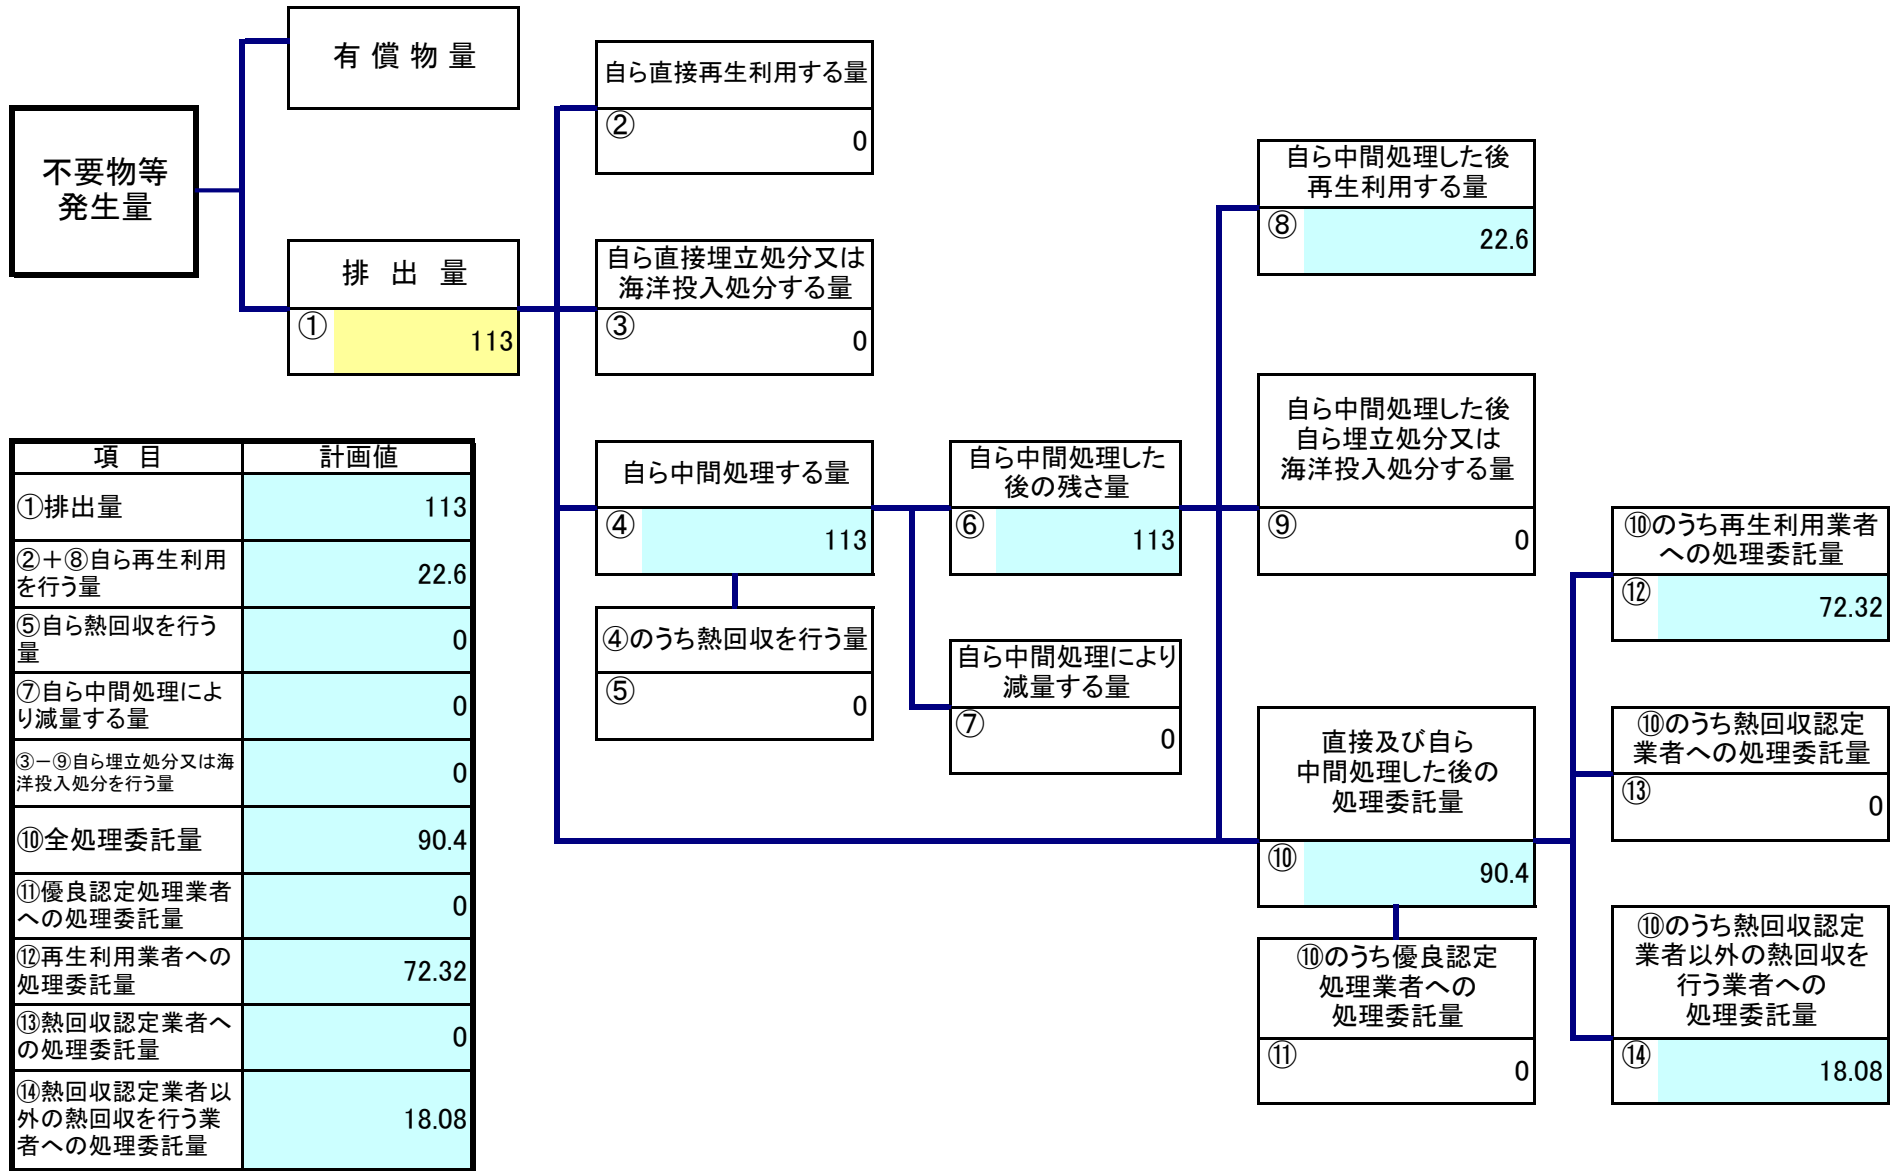 有 償 物 量
不要物等
発生量
排 出 量
① 113
自ら直接再生利用する量
② 0
自ら直接埋立処分又は
海洋投入処分する量
③ 0
自ら中間処理する量
④ 113
④のうち熱回収を行う量
⑤ 0
自ら中間処理した
後の残さ量
⑥ 113
自ら中間処理により
減量する量
⑦ 0
自ら中間処理した後
再生利用する量
⑧ 22.6
自ら中間処理した後
自ら埋立処分又は
海洋投入処分する量
⑨ 0
直接及び自ら
中間処理した後の
処理委託量
⑩ 90.4
⑩のうち優良認定
処理業者への
処理委託量
⑪ 0
⑩のうち再生利用業者
への処理委託量
⑫ 72.32
⑩のうち熱回収認定
業者への処理委託量
⑬ 0
⑩のうち熱回収認定
業者以外の熱回収を
行う業者への
処理委託量
⑭ 18.08
項 目 計画値
①排出量 113
②＋⑧自ら再生利用
を行う量 22.6
⑤自ら熱回収を行う
量 0
⑦自ら中間処理によ
り減量する量 0
③－⑨自ら埋立処分又は海
洋投入処分を行う量 0
⑩全処理委託量 90.4
⑪優良認定処理業者
への処理委託量 0
⑫再生利用業者への
処理委託量 72.32
⑬熱回収認定業者へ
の処理委託量 0
⑭熱回収認定業者以
外の熱回収を行う業
者への処理委託量 18.08